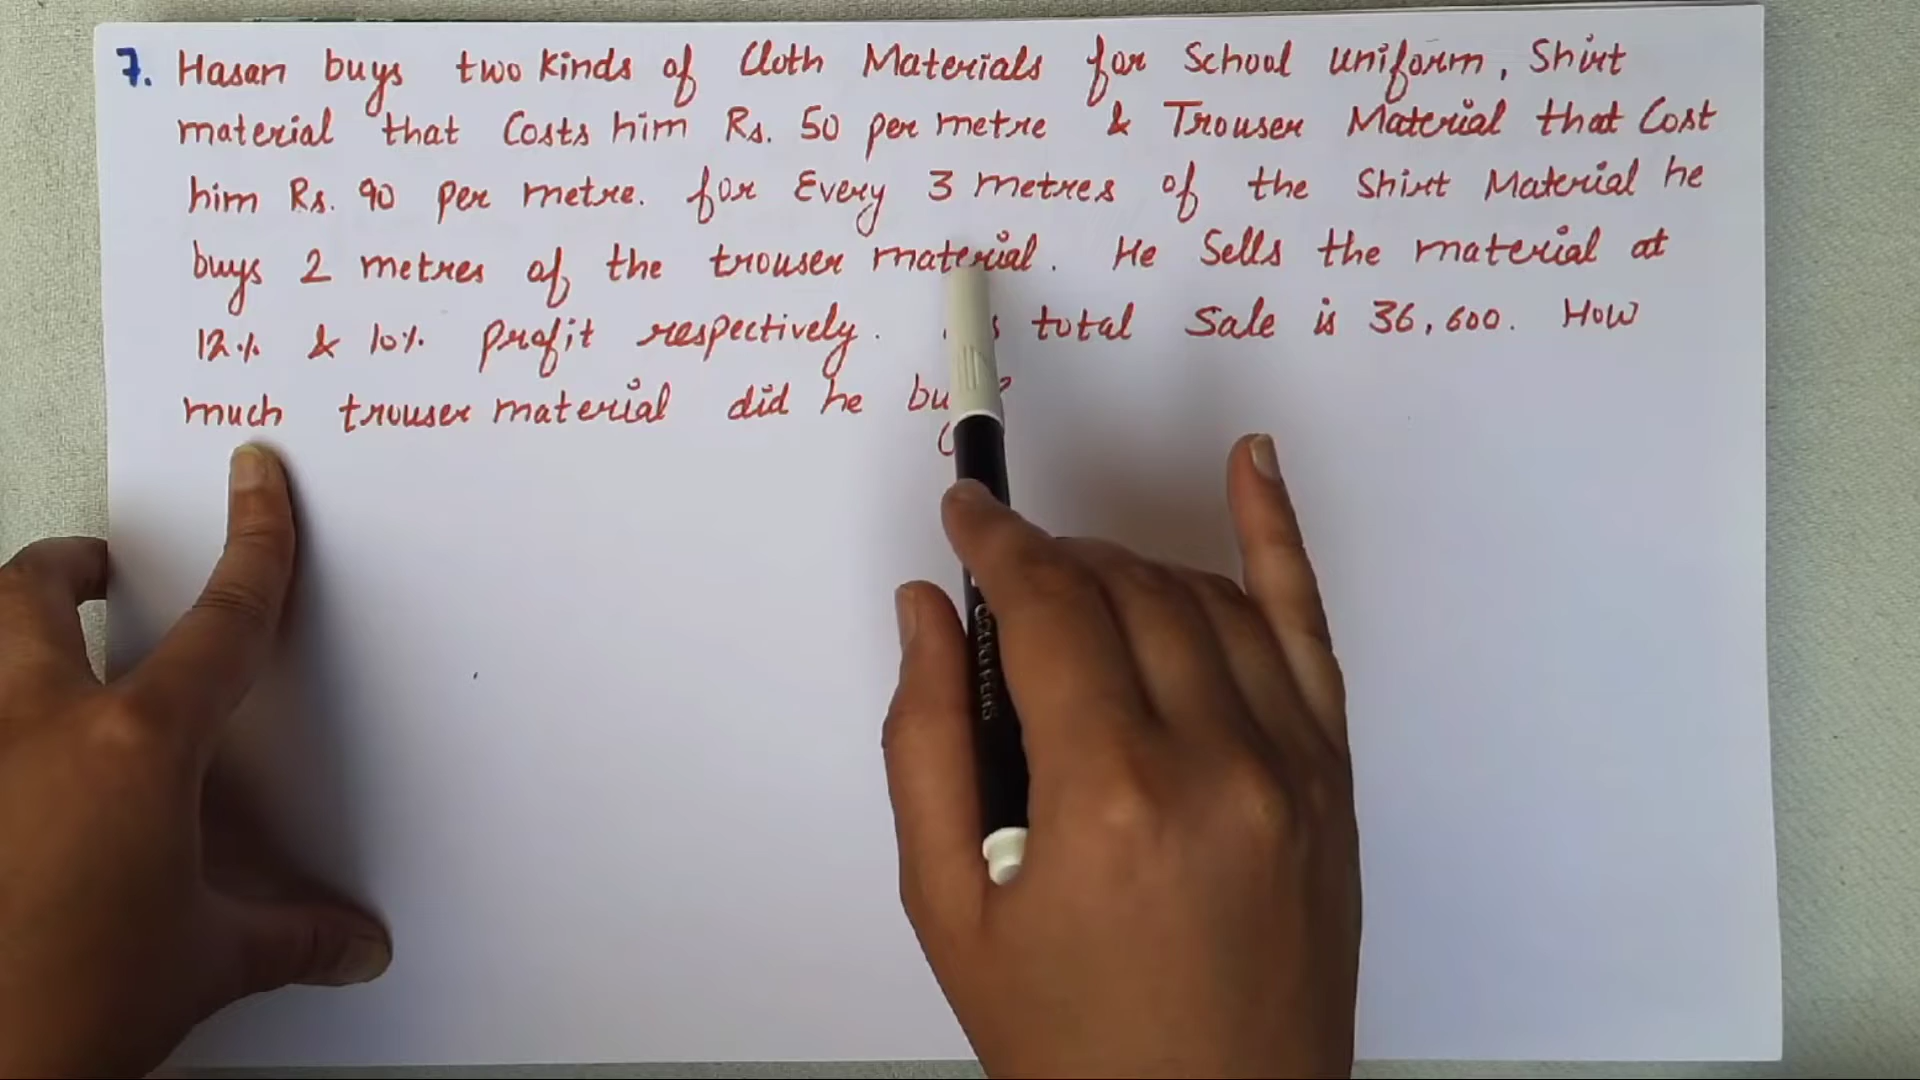 7. Hasan buys two kinds of Cloth Materials for School uniform, Shirt
material that Costs him Rs. 50 per metre & Trouser Material that Cost
him Rs. 90 per metre. for Every 3 metres of the Shirt Material he
buys 2 metres of the trouser material. He Sells the material at
12% & 10% profit respectively. total Sale is 36,600. How
much trouser material did he